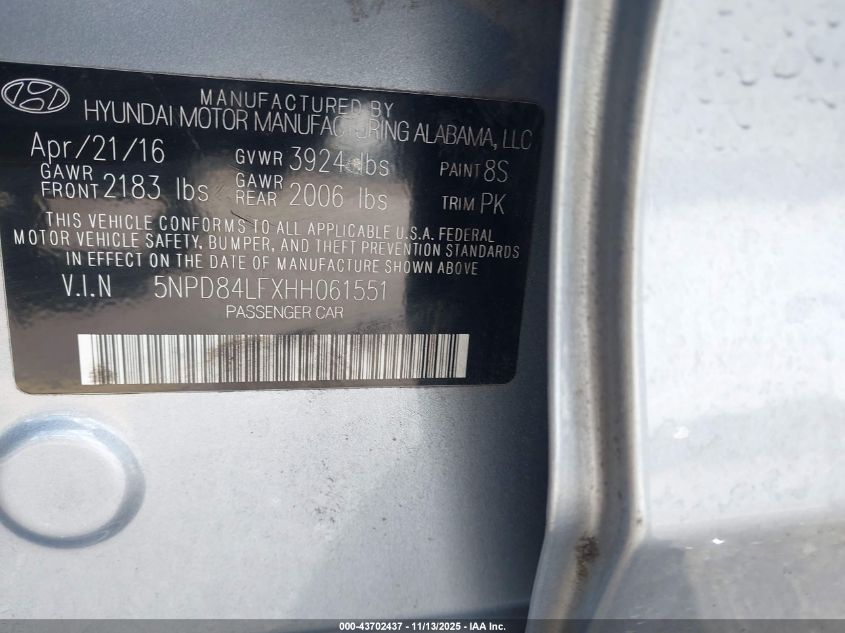 MANUFACTURED BY
HYUNDAI MOTOR MANUFACTURING ALABAMA, LLC
Apr/21/16 GVWR 3924 lbs PAINT 8S
GAWR FRONT 2183 lbs GAWR REAR 2006 lbs TRIM PK
THIS VEHICLE CONFORMS TO ALL APPLICABLE U.S.A. FEDERAL
MOTOR VEHICLE SAFETY, BUMPER, AND THEFT PREVENTION STANDARDS
IN EFFECT ON THE DATE OF MANUFACTURE SHOWN ABOVE
V.I.N 5NPD84LFXHH061551
PASSENGER CAR
000-43702437 - 11/13/2025 - IAA Inc.